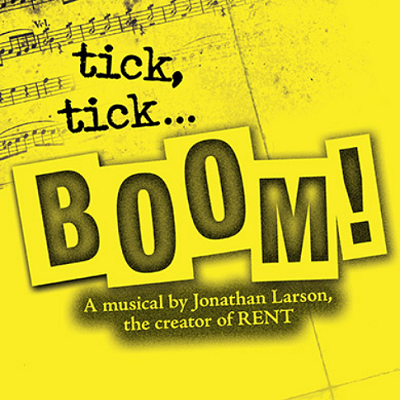 tick,
tick...
BOOM!
A musical by Jonathan Larson,
the creator of RENT